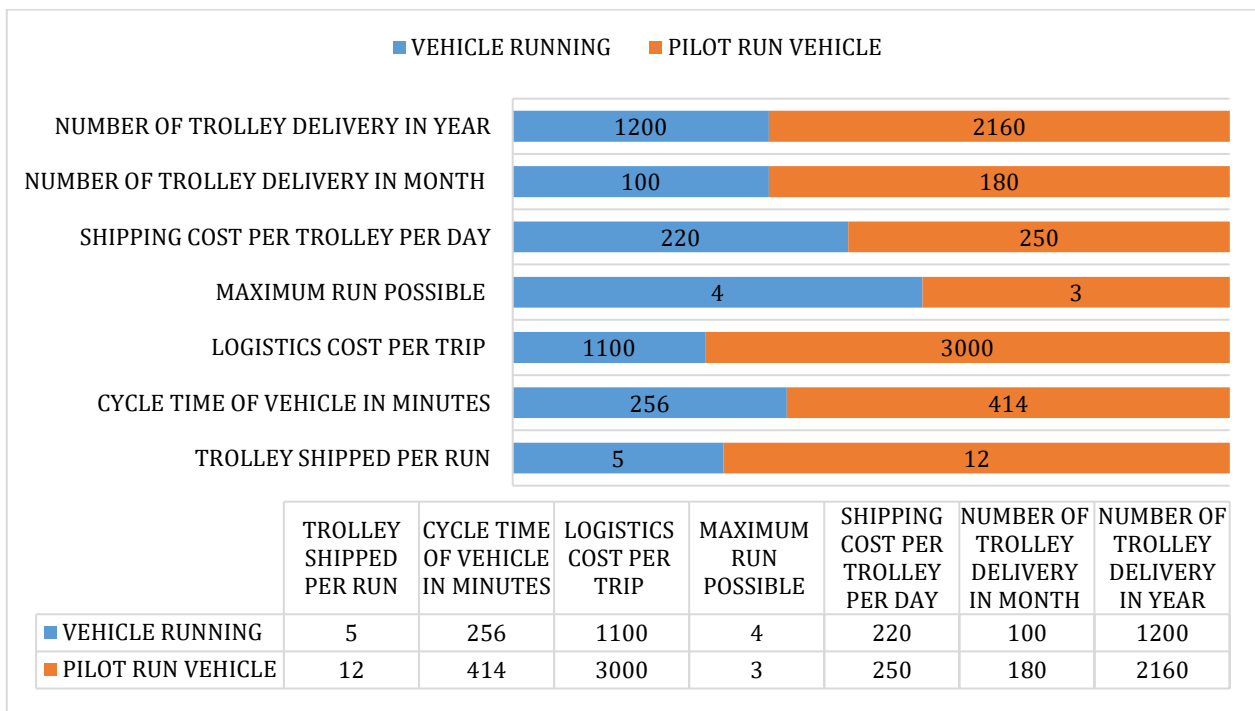 VEHICLE RUNNING PILOT RUN VEHICLE
NUMBER OF TROLLEY DELIVERY IN YEAR 1200 2160
NUMBER OF TROLLEY DELIVERY IN MONTH 100 180
SHIPPING COST PER TROLLEY PER DAY 220 250
MAXIMUM RUN POSSIBLE 4 3
LOGISTICS COST PER TRIP 1100 3000
CYCLE TIME OF VEHICLE IN MINUTES 256 414
TROLLEY SHIPPED PER RUN 5 12
TROLLEY
SHIPPED
PER RUN
CYCLE TIME
OF VEHICLE
IN MINUTES
LOGISTICS
COST PER
TRIP
MAXIMUM
RUN
POSSIBLE
SHIPPING
COST PER
TROLLEY
PER DAY
NUMBER OF
TROLLEY
DELIVERY
IN MONTH
NUMBER OF
TROLLEY
DELIVERY
IN YEAR
VEHICLE RUNNING 5 256 1100 4 220 100 1200
PILOT RUN VEHICLE 12 414 3000 3 250 180 2160